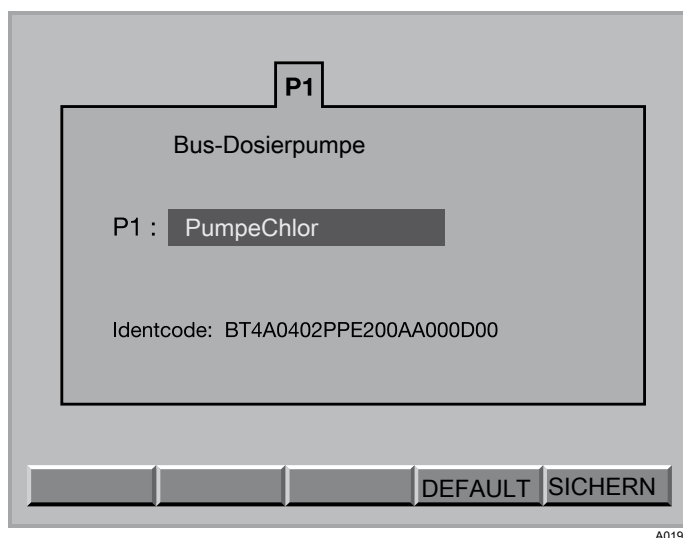 P1
Bus-Dosierpumpe
P1 : PumpeChlor
Identcode: BT4A0402PPE200AA000D00
DEFAULT SICHERN
A019